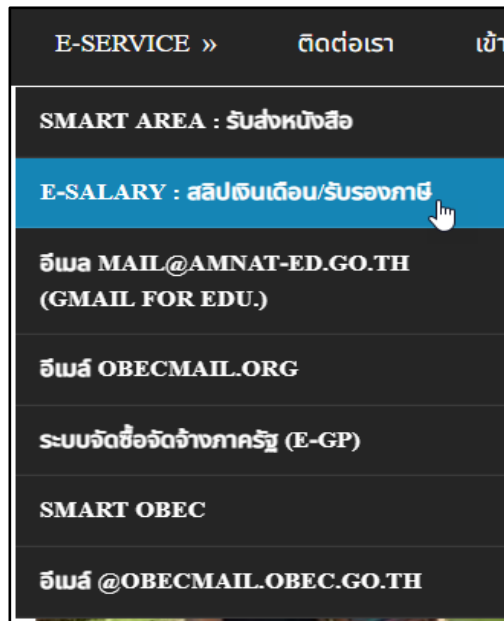 E-SERVICE »
ติดต่อเรา
เข้า
SMART AREA : รับส่งหนังสือ
E-SALARY : สลิปเงินเดือน/รับรองภาษี
อีเมล MAIL@AMNAT-ED.GO.TH
(GMAIL FOR EDU.)
อีเมล์ OBECMAIL.ORG
ระบบจัดซื้อจัดจ้างภาครัฐ (E-GP)
SMART OBEC
อีเมล์ @OBECMAIL.OBEC.GO.TH